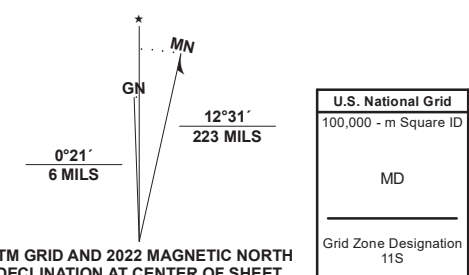 ★
MN
GN
12°31´
223 MILS
0°21´
6 MILS
TM GRID AND 2022 MAGNETIC NORTH
DECLINATION AT CENTER OF SHEET
U.S. National Grid
100,000 - m Square ID
MD
Grid Zone Designation
11S